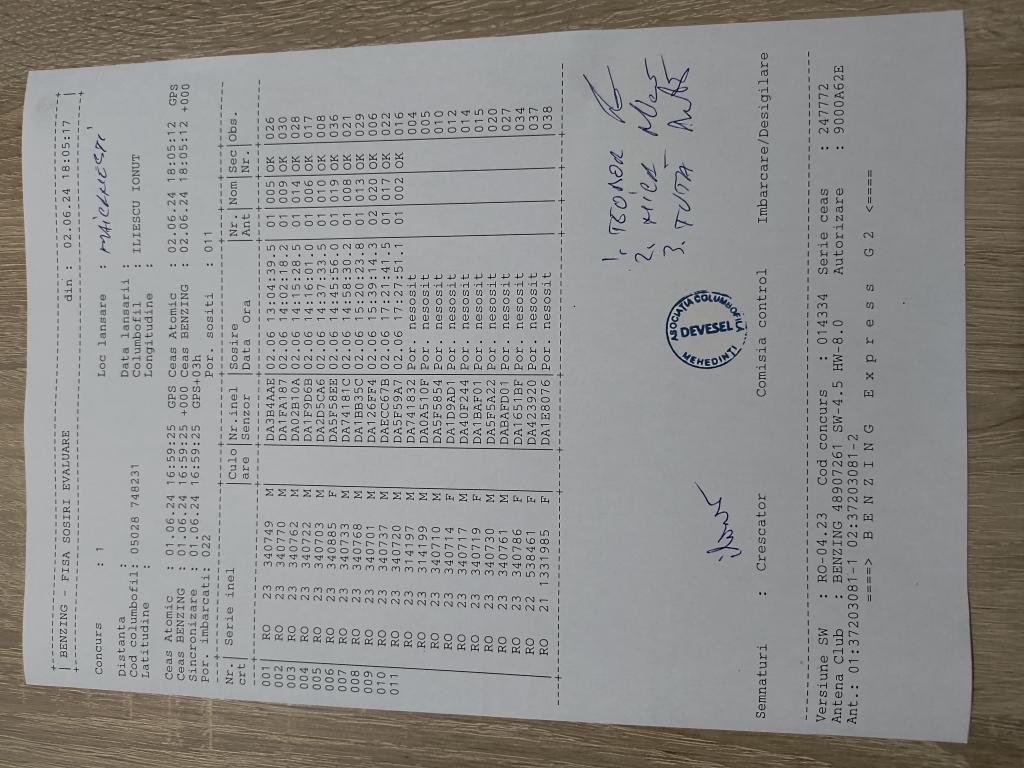 | BENZING - FISA SOSIRI EVALUARE din : 02.06.24 18:05:17 |
Concurs : 1 Loc lansare : MAICANESTI
Distanta : Data lansarii :
Cod columbofil: 05028 748231 Columbofil : ILIESCU IONUT
Latitudine : Longitudine :
Ceas Atomic : 01.06.24 16:59:25 GPS Ceas Atomic : 02.06.24 18:05:12 GPS
Ceas BENZING : 01.06.24 16:59:25 +000 Ceas BENZING : 02.06.24 18:05:12 +000
Sincronizare : 01.06.24 16:59:25 GPS+03h
Por. imbarcati: 022 Por. sositi : 011
Nr. | Serie inel | Culo | Nr.inel | Sosire | Nr. | Nom | Sec | Obs.
crt | | are | Senzor | Data Ora | Ant | | Nr. |
001 | RO 23 340749 M | | DA3B4AAE | 02.06 13:04:39.5 | 01 | 005 | OK | 026
002 | RO 23 340770 M | | DA1FA187 | 02.06 14:02:18.2 | 01 | 009 | OK | 030
003 | RO 23 340762 M | | DA02B10A | 02.06 14:15:28.5 | 01 | 014 | OK | 028
004 | RO 23 340722 M | | DA1F9D6B | 02.06 14:16:01.9 | 01 | 006 | OK | 017
005 | RO 23 340703 M | | DA2D5CA6 | 02.06 14:37:33.5 | 01 | 010 | OK | 008
006 | RO 23 340885 F | | DA5F58EE | 02.06 14:45:56.0 | 01 | 019 | OK | 036
007 | RO 23 340733 M | | DA74181C | 02.06 14:58:30.2 | 01 | 008 | OK | 021
008 | RO 23 340768 M | | DA1BB35C | 02.06 15:20:23.8 | 01 | 013 | OK | 029
009 | RO 23 340701 M | | DA126FF4 | 02.06 15:39:14.3 | 02 | 020 | OK | 006
010 | RO 23 340737 M | | DAECC67B | 02.06 17:21:41.5 | 01 | 017 | OK | 022
011 | RO 23 340720 M | | DA5F59A7 | 02.06 17:27:51.1 | 01 | 002 | OK | 016
RO 23 314197 M | | DA741832 | Por. nesosit 004
RO 23 314199 M | | DA0A510F | Por. nesosit 005
RO 23 340710 M | | DA5F5854 | Por. nesosit 010
RO 23 340714 F | | DA1D9AD1 | Por. nesosit 012
RO 23 340717 M | | DA40F244 | Por. nesosit 014
RO 23 340719 F | | DA1BAF01 | Por. nesosit 015
RO 23 340730 M | | DA555A22 | Por. nesosit 020
RO 23 340761 M | | DABAFD01 | Por. nesosit 027
RO 23 340786 F | | DA1651BF | Por. nesosit 034
RO 22 538461 F | | DA423920 | Por. nesosit 037
RO 21 1331985 F | | DA1E8076 | Por. nesosit 038
1. TBONER
2. MICA
3. TUTA
ASOCIATIA COLUMBOFILA
DEVESEL
MEHEDINTI
Semnaturi : Crescator Comisia control Imbarcare/Desigilare
Versiune SW : RO-04.23 Cod concurs : 014334 Serie ceas : 247772
Antena Club : BENZING 48907261 SW-4.5 HW-8.0 Autorizare : 9000A62E
Ant.: 01:37203081-1 02:37203081-2
====> B E N Z I N G E x p r e s s G 2 <====